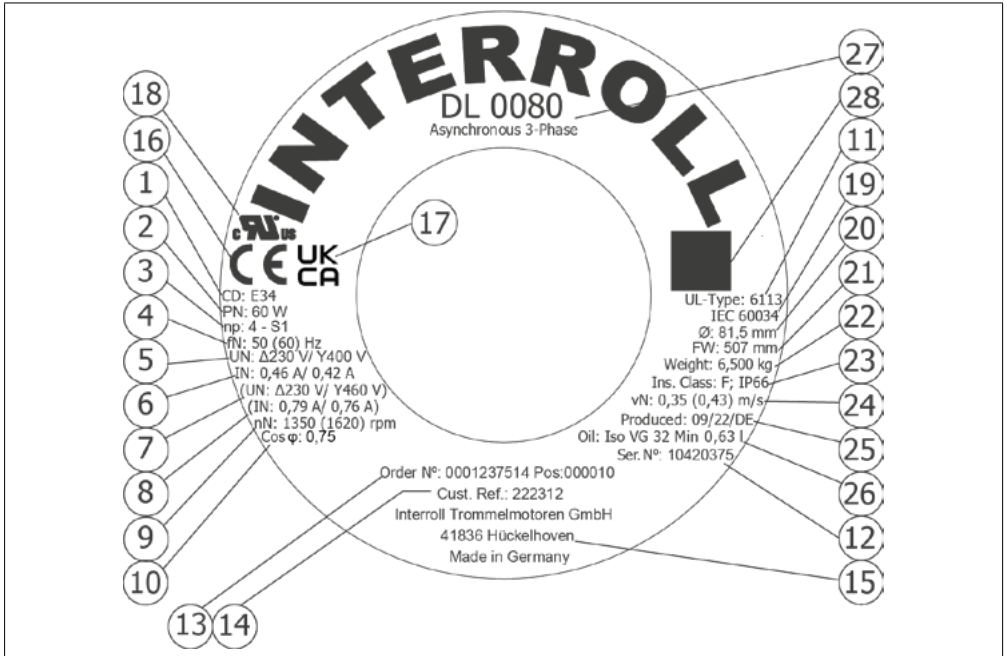 INTERROLL
DL 0080
Asynchronous 3-Phase
27
28
11
19
20
21
22
23
24
25
26
12
15
18
16
1
2
3
4
5
6
7
8
9
10
13
14
17
c RU US
CE
UK
CA
CD: E34
PN: 60 W
np: 4 - S1
fN: 50 (60) Hz
UN: Δ230 V/ Y400 V
IN: 0,46 A/ 0,42 A
(UN: Δ230 V/ Y460 V)
(IN: 0,79 A/ 0,76 A)
nN: 1350 (1620) rpm
Cos φ: 0,75
UL-Type: 6113
IEC 60034
Ø: 81,5 mm
FW: 507 mm
Weight: 6,500 kg
Ins. Class: F; IP66
vN: 0,35 (0,43) m/s
Produced: 09/22/DE
Oil: Iso VG 32 Min 0,63 l
Ser. Nº: 10420375
Order Nº: 0001237514 Pos:000010
Cust. Ref.: 222312
Interroll Trommelmotoren GmbH
41836 Hückelhoven
Made in Germany